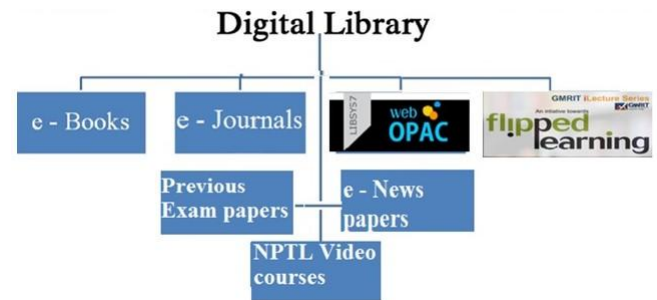 Digital Library
e - Books
e - Journals
LIBSYS7
web
OPAC
GMRIT iLecture Series
An initiative towards
GMRIT
flipped
learning
Previous
Exam papers
e - News
papers
NPTL Video
courses